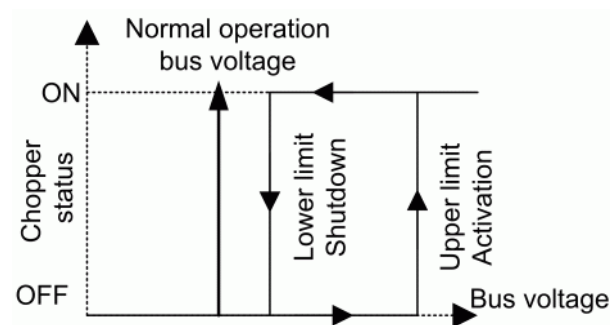 Normal operation
bus voltage
ON
Chopper
status
Lower limit
Shutdown
Upper limit
Activation
OFF
Bus voltage